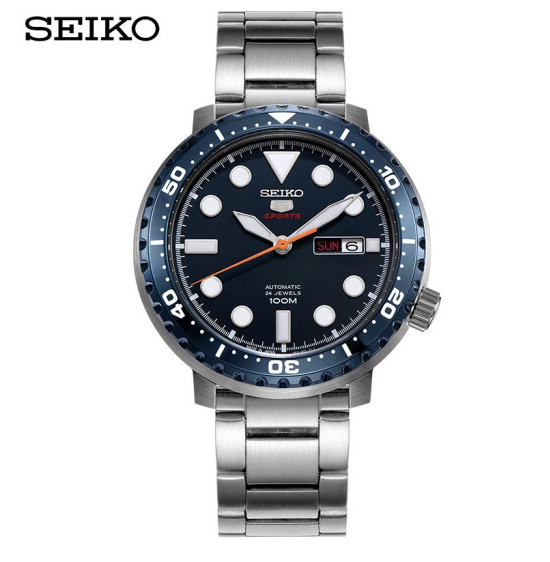 SEIKO
50
10
SEIKO
5
SPORTS
SUN 6
AUTOMATIC
24 JEWELS
100M
40
20
30